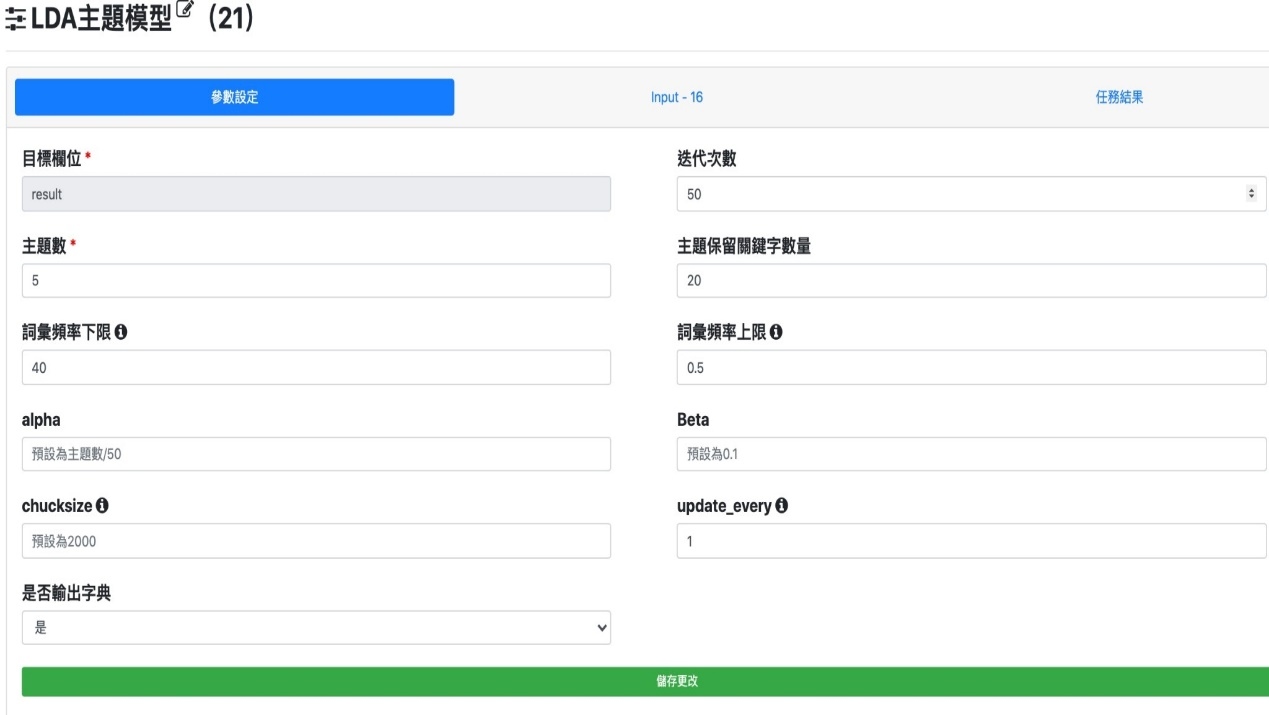 LDA主題模型 (21)
參數設定 Input - 16 任務結果
目標欄位 * 迭代次數
result 50
主題數 * 主題保留關鍵字數量
5 20
詞彙頻率下限 詞彙頻率上限
40 0.5
alpha Beta
預設為主題數/50 預設為0.1
chucksize update_every
預設為2000 1
是否輸出字典
是
儲存更改